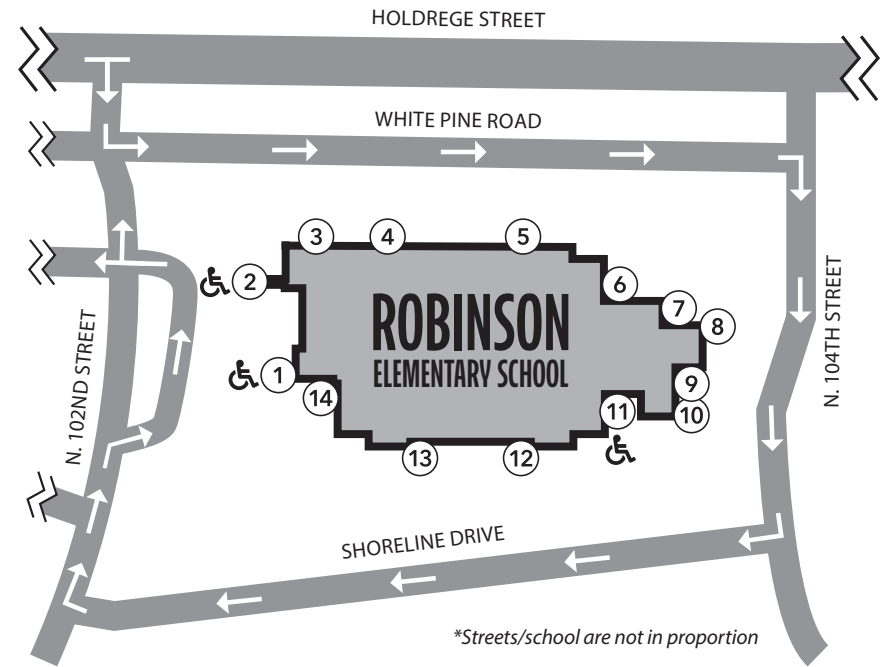 HOLDREGE STREET
WHITE PINE ROAD
3
4
5
2
6
7
8
ROBINSON
ELEMENTARY SCHOOL
1
14
9
10
11
13
12
N. 102ND STREET
N. 104TH STREET
SHORELINE DRIVE
*Streets/school are not in proportion